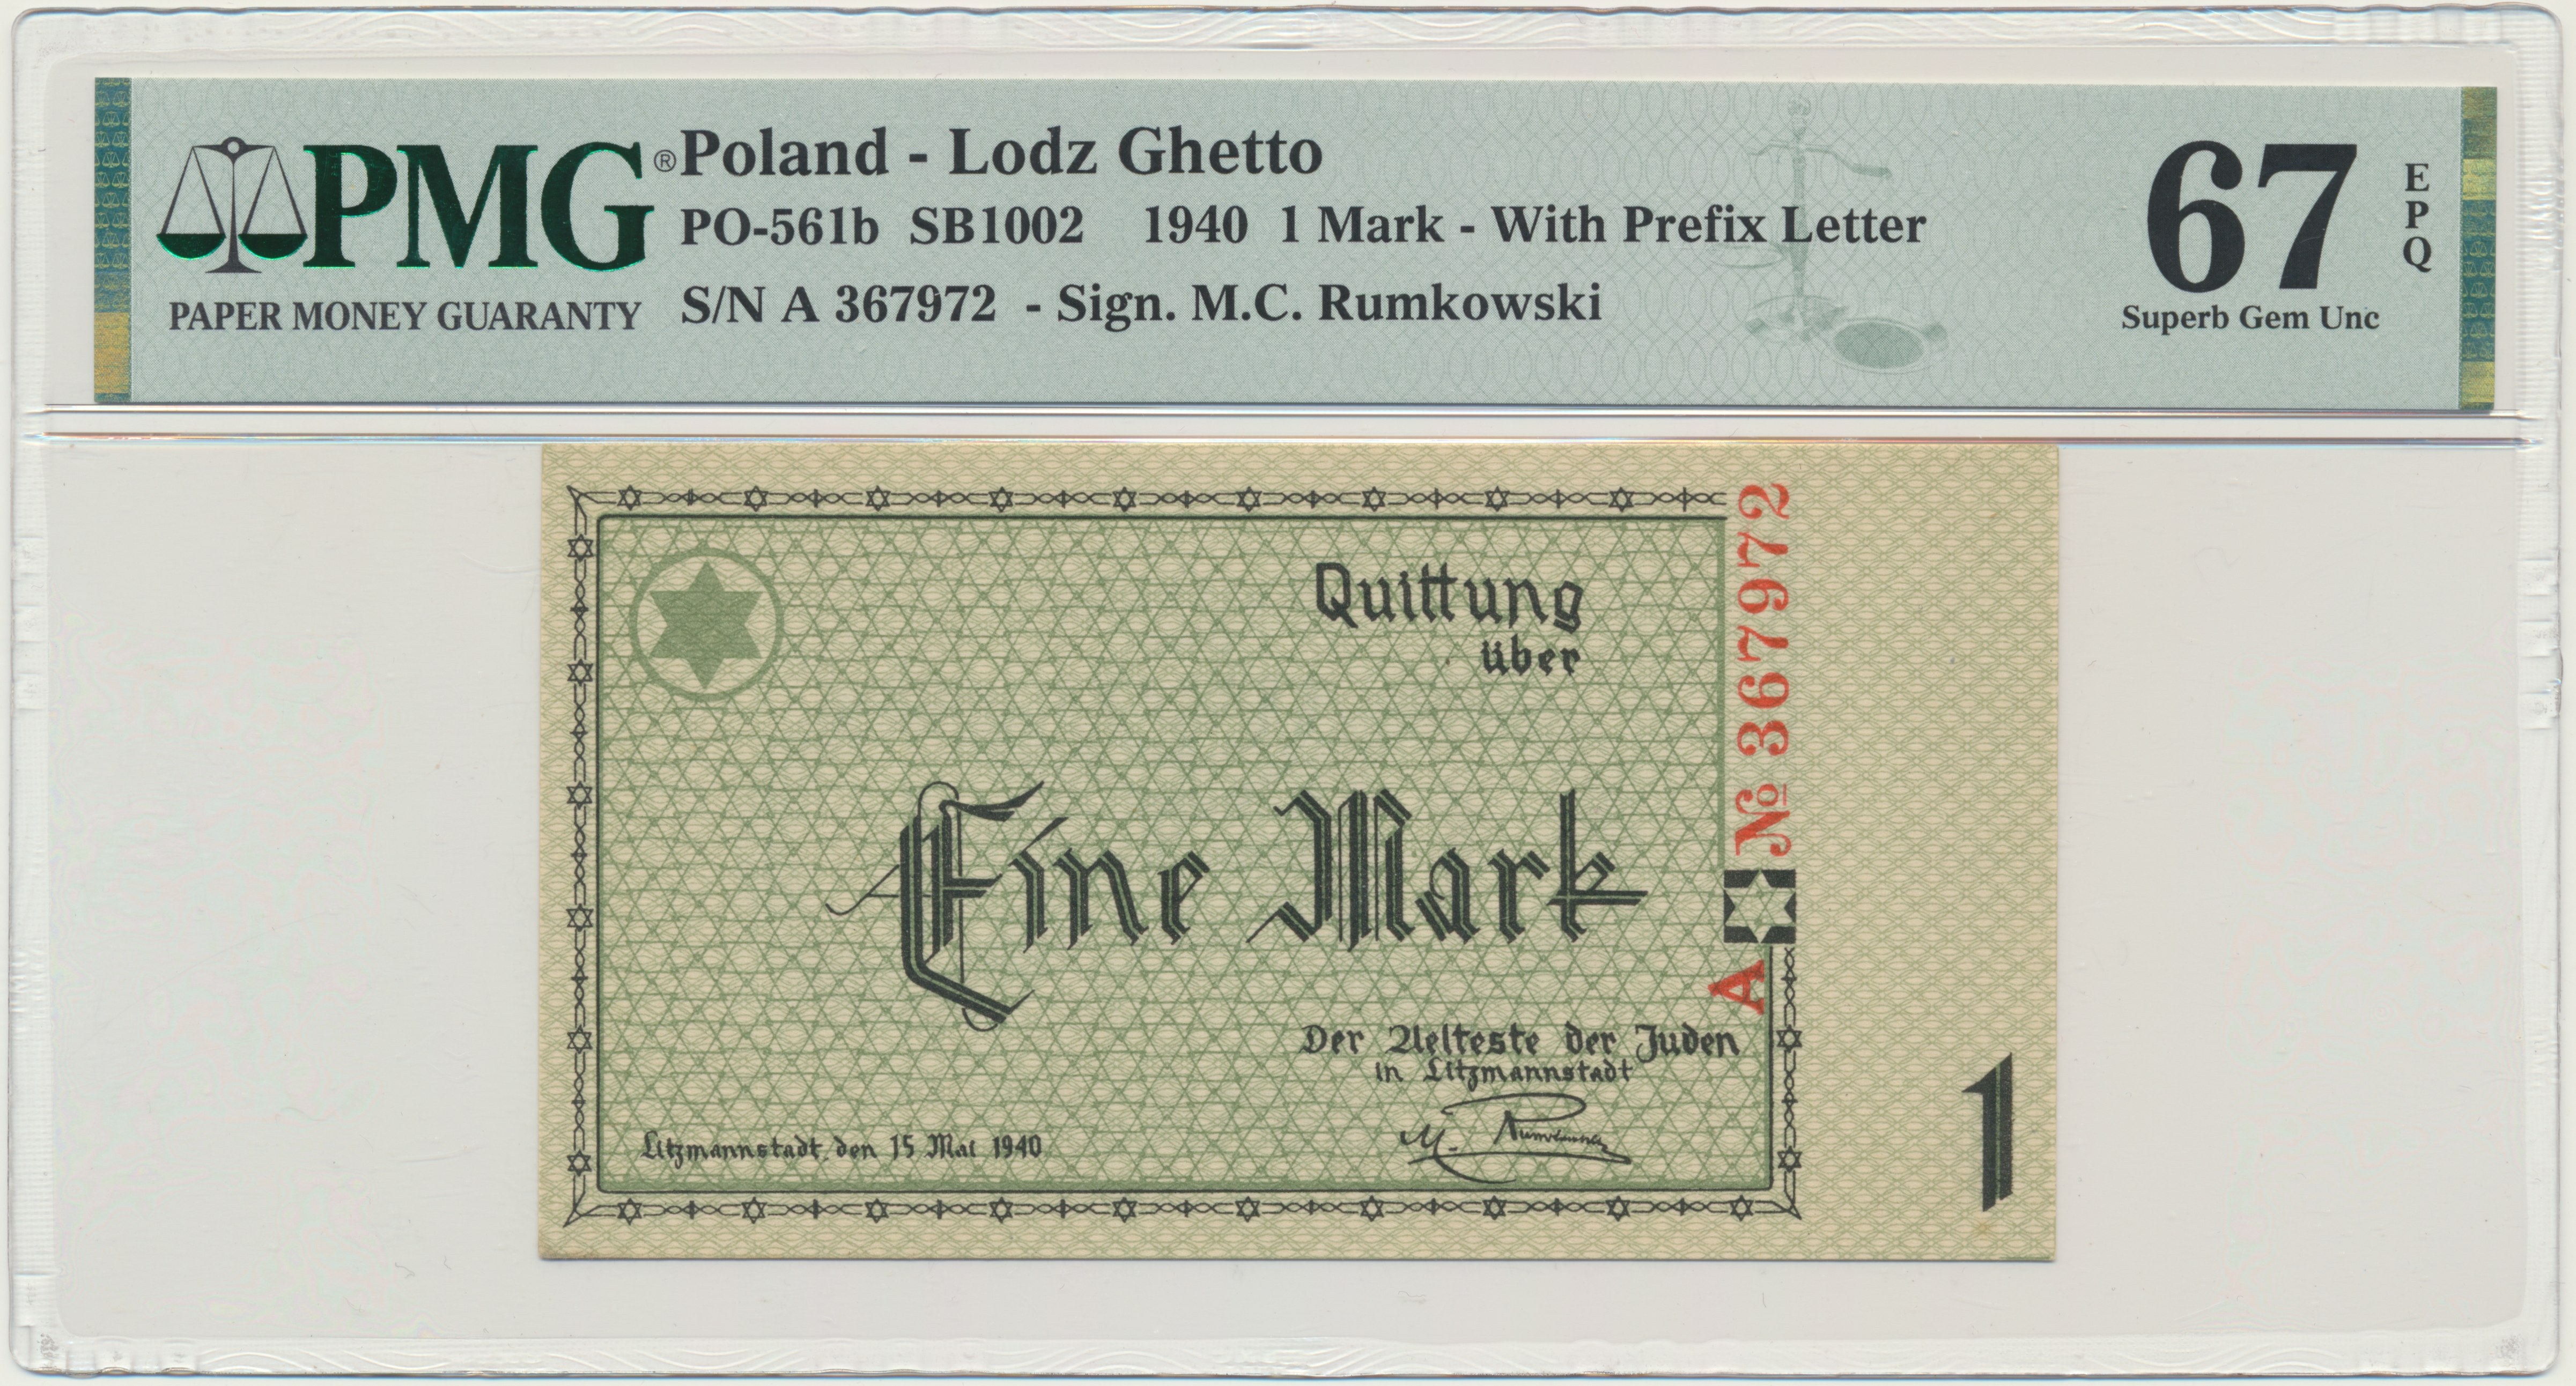 PMG®
PAPER MONEY GUARANTY
Poland - Lodz Ghetto
PO-561b SB1002 1940 1 Mark - With Prefix Letter
S/N A 367972 - Sign. M.C. Rumkowski
67
EPQ
Superb Gem Unc
Quittung
über
Eine Mark
A № 367972
Der Aelteste der Juden
in Litzmannstadt
M. Rumkowski
Litzmannstadt, den 15 Mai 1940
1